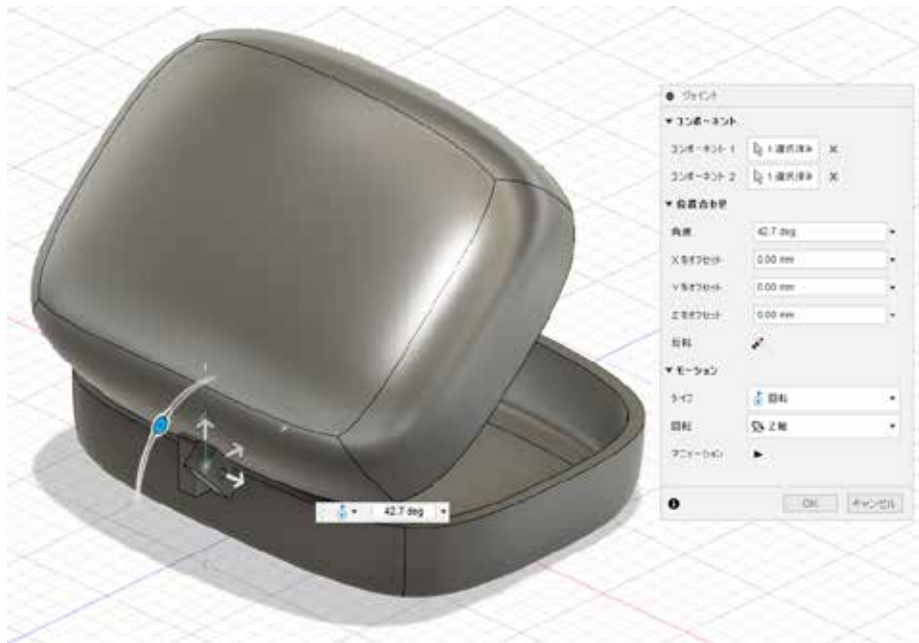 ジョイント
コンポーネント
コンポーネント 1 1 選択済み
コンポーネント 2 1 選択済み
位置合わせ
角度 42.7 deg
X をオフセット 0.00 mm
Y をオフセット 0.00 mm
Z をオフセット 0.00 mm
反転
モーション
タイプ 回転
回転 Z 軸
アニメーション
OK キャンセル
42.7 deg